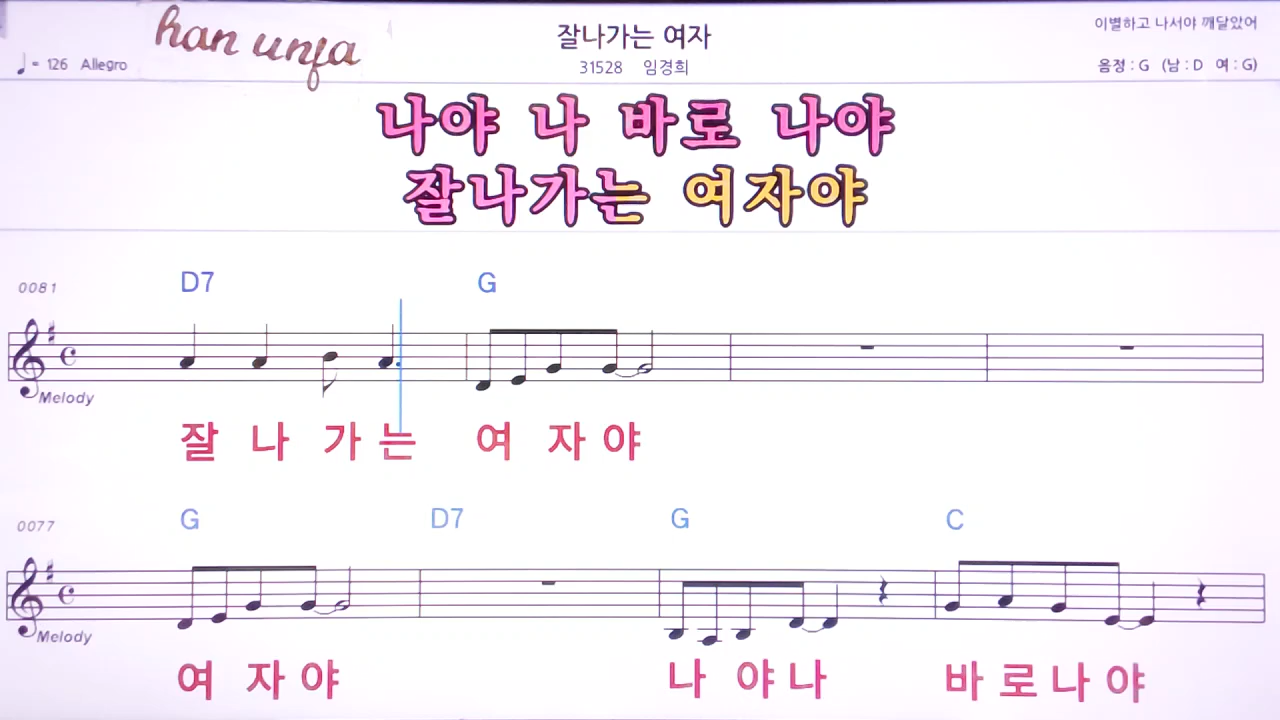 han unfa
잘나가는 여자
이별하고 나서야 깨달았어
♩= 126 Allegro
31528 임경희
음정 : G (남 : D 여 : G)
나야 나 바로 나야
잘나가는 여자야
0081
D7 G
Melody
잘 나 가 는 여 자 야
0077
G D7 G C
Melody
여 자 야 나 야 나 바 로 나 야